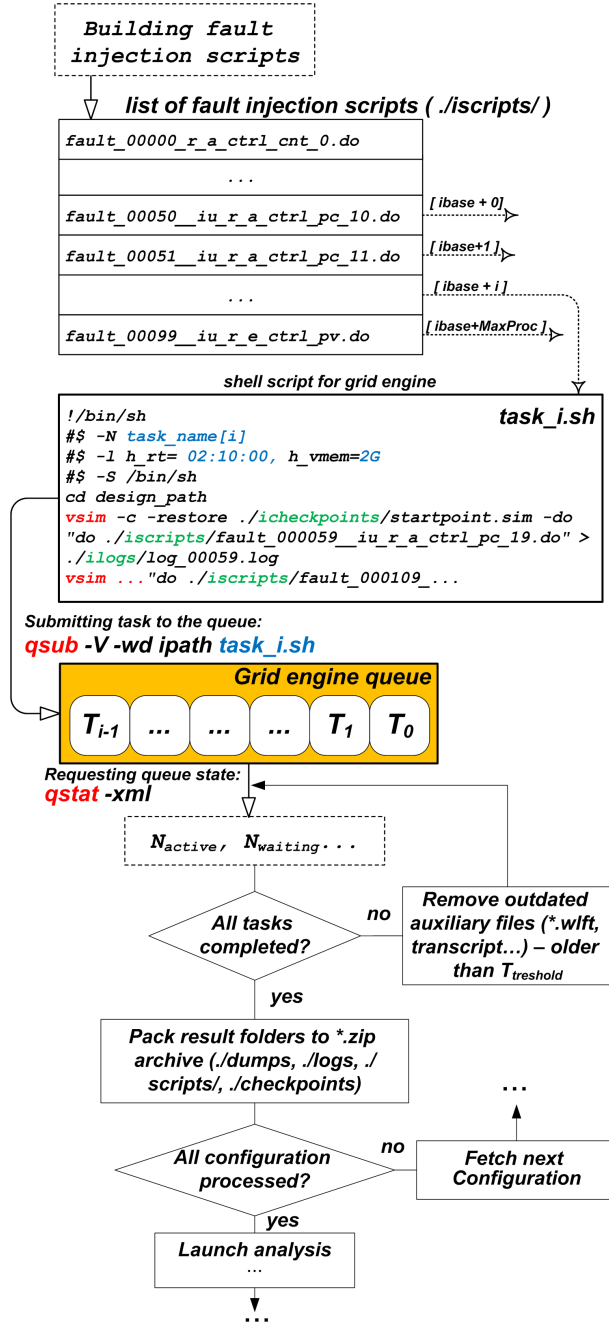 Building fault
injection scripts
list of fault injection scripts ( ./iscripts/ )
fault_00000_r_a_ctrl_cnt_0.do
...
fault_00050__iu_r_a_ctrl_pc_10.do
[ ibase + 0]
fault_00051__iu_r_a_ctrl_pc_11.do
[ibase+1]
...
[ ibase + i ]
fault_00099__iu_r_e_ctrl_pv.do
[ ibase+MaxProc ]
shell script for grid engine
task_i.sh
!/bin/sh
#$ -N task_name[i]
#$ -l h_rt= 02:10:00, h_vmem=2G
#$ -S /bin/sh
cd design_path
vsim -c -restore ./icheckpoints/startpoint.sim -do
"do ./iscripts/fault_000059__iu_r_a_ctrl_pc_19.do" >
./ilogs/log_00059.log
vsim ..."do ./iscripts/fault_000109_...
Submitting task to the queue:
qsub -V -wd ipath task_i.sh
Grid engine queue
Ti-1 ... ... ... T1 T0
Requesting queue state:
qstat -xml
Nactive, Nwaiting...
All tasks
completed?
no
Remove outdated
auxiliary files (*.wlft,
transcript...) – older
than Ttreshold
yes
Pack result folders to *.zip
archive (./dumps, ./logs, ./
scripts/, ./checkpoints)
...
All configuration
processed?
no
Fetch next
Configuration
yes
Launch analysis
...
...